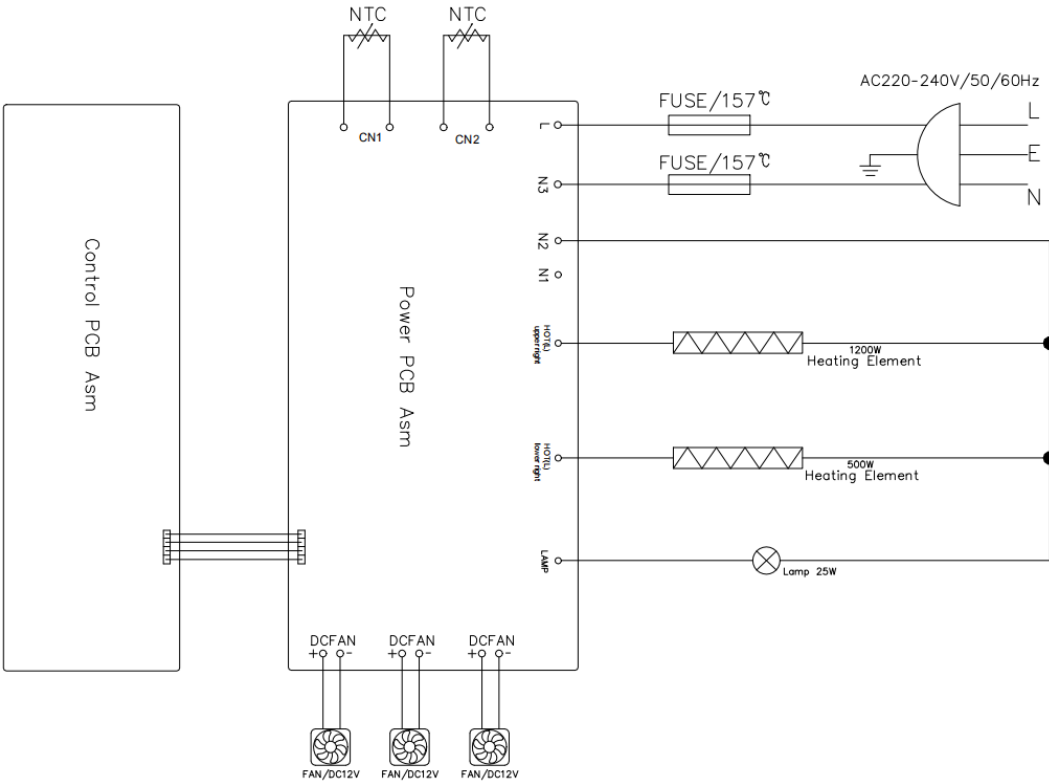 NTC
NTC
AC220-240V/50/60Hz
FUSE/157℃
L
L
CN1
CN2
E
FUSE/157℃
N3
N
N2
N1
Control PCB Asm
Power PCB Asm
HOT(L)
upper right
1200W
Heating Element
HOT(L)
lower right
500W
Heating Element
LAMP
Lamp 25W
DCFAN
DCFAN
DCFAN
+ -
+ -
+ -
FAN/DC12V
FAN/DC12V
FAN/DC12V